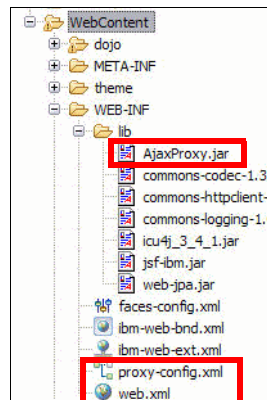 WebContent
dojo
META-INF
theme
WEB-INF
lib
AjaxProxy.jar
commons-codec-1.3
commons-httpclient-
commons-logging-1.
icu4j_3_4_1.jar
jsf-ibm.jar
web-jpa.jar
faces-config.xml
ibm-web-bnd.xml
ibm-web-ext.xml
proxy-config.xml
web.xml